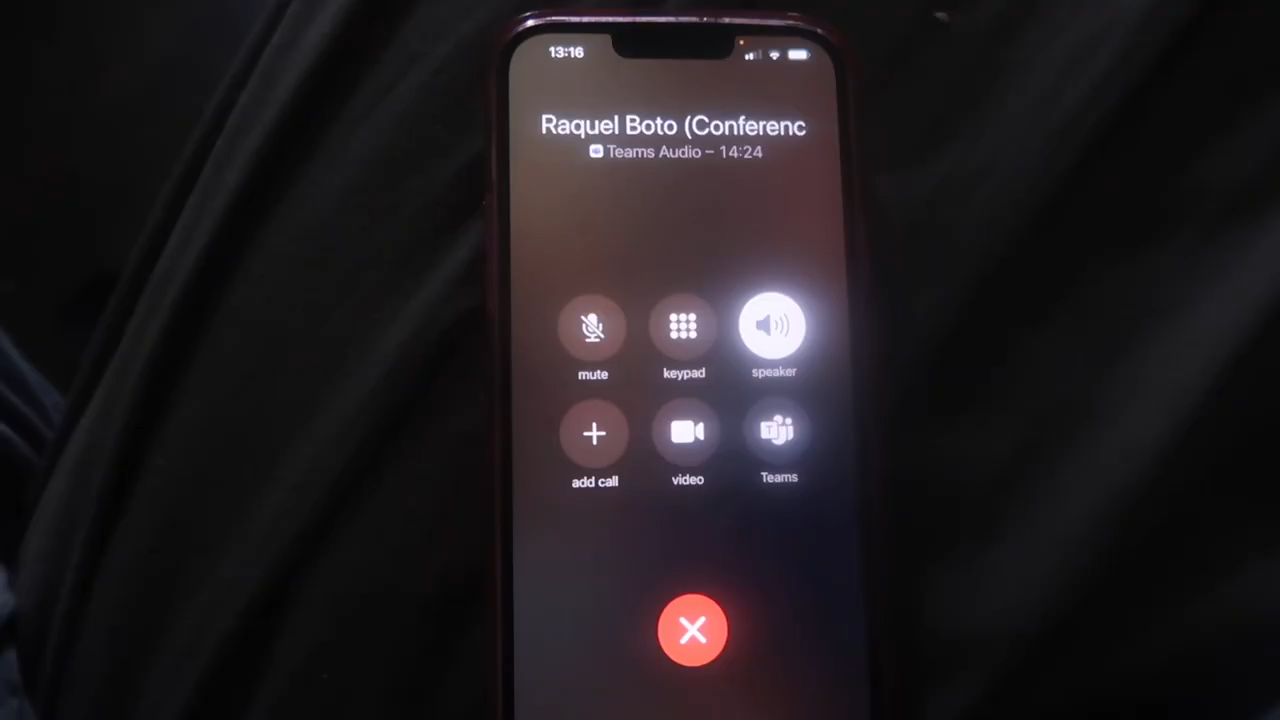 13:16
Raquel Boto (Conferenc
Teams Audio – 14:24
mute
keypad
speaker
add call
video
Teams